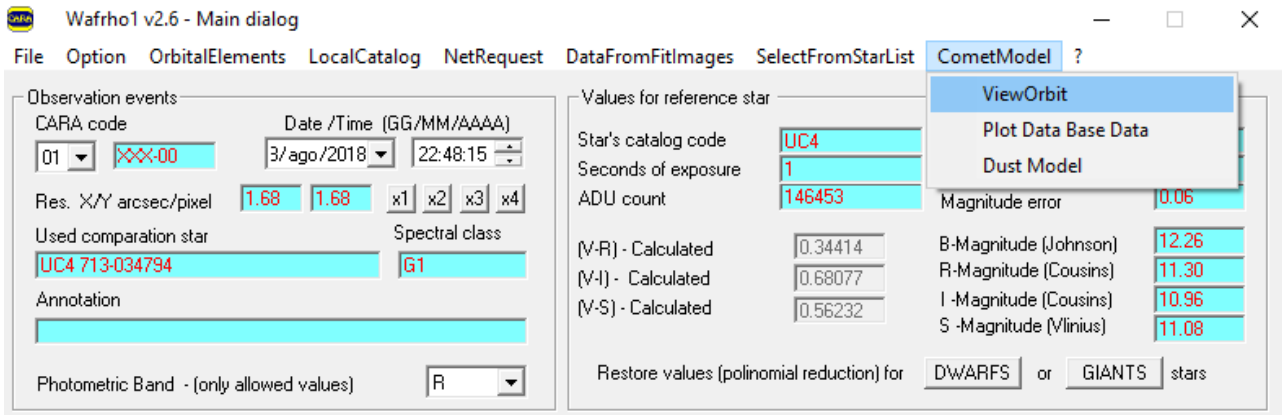 CARA Wafrho1 v2.6 - Main dialog
File Option OrbitalElements LocalCatalog NetRequest DataFromFitImages SelectFromStarList CometModel ?
ViewOrbit
Plot Data Base Data
Dust Model
Observation events
CARA code Date /Time (GG/MM/AAAA)
01 XXX-00 3/ago/2018 22:48:15
Res. X/Y arcsec/pixel 1.68 1.68 x1 x2 x3 x4
Used comparation star Spectral class
UC4 713-034794 G1
Annotation
Photometric Band - (only allowed values) R
Values for reference star
Star's catalog code UC4
Seconds of exposure 1
ADU count 146453 Magnitude error 0.06
(V-R) - Calculated 0.34414 B-Magnitude (Johnson) 12.26
(V-I) - Calculated 0.68077 R-Magnitude (Cousins) 11.30
(V-S) - Calculated 0.56232 I -Magnitude (Cousins) 10.96
S -Magnitude (Vlinius) 11.08
Restore values (polinomial reduction) for DWARFS or GIANTS stars